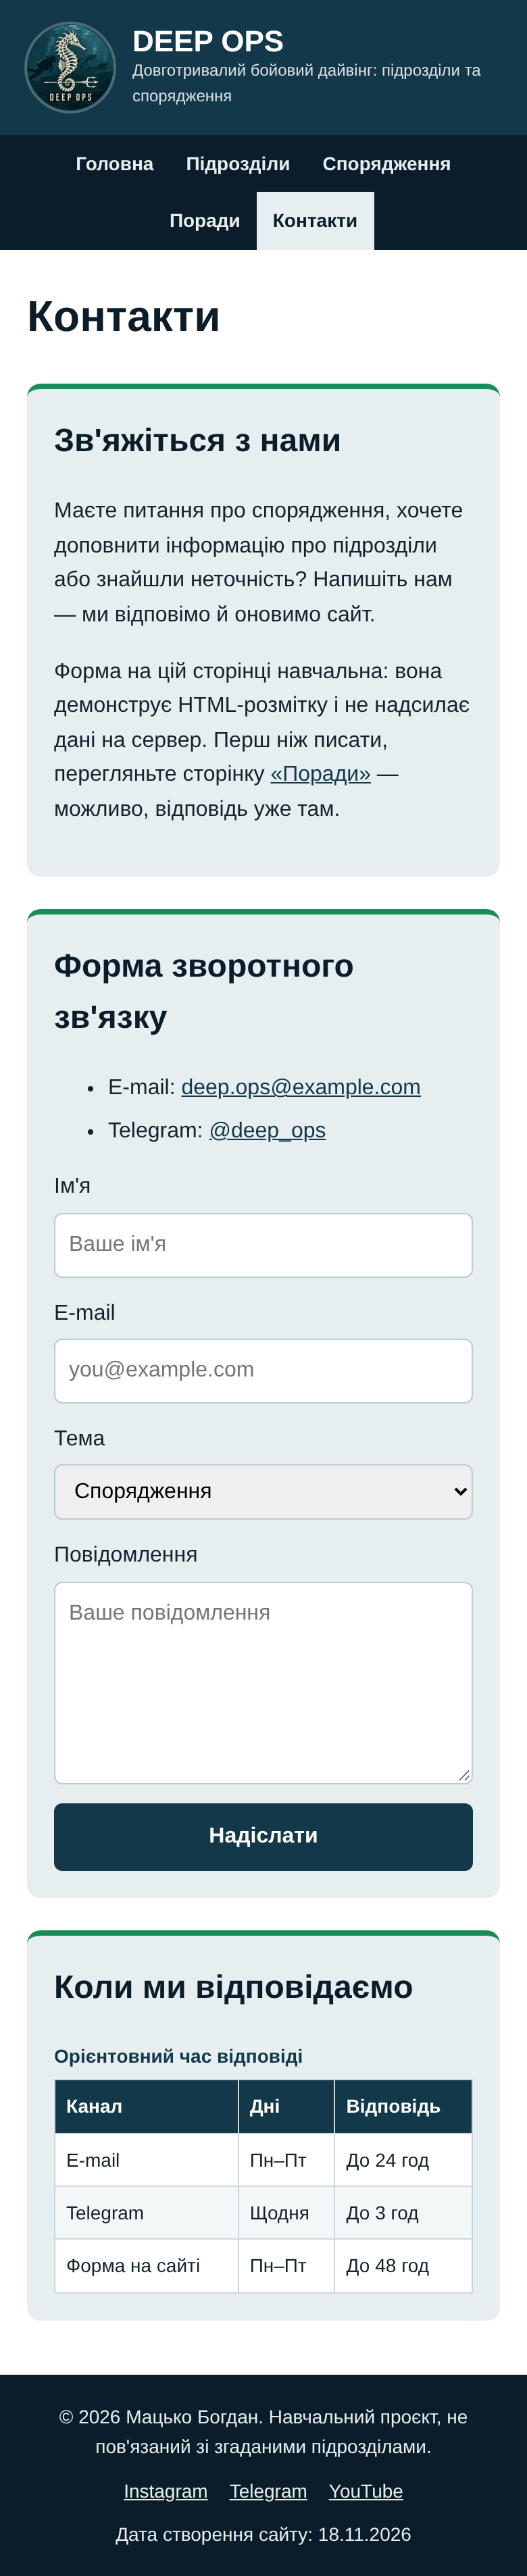 DEEP OPS
DEEP OPS
Довготривалий бойовий дайвінг: підрозділи та
спорядження
Головна Підрозділи Спорядження
Поради Контакти
Контакти
Зв'яжіться з нами
Маєте питання про спорядження, хочете
доповнити інформацію про підрозділи
або знайшли неточність? Напишіть нам
— ми відповімо й оновимо сайт.
Форма на цій сторінці навчальна: вона
демонструє HTML-розмітку і не надсилає
дані на сервер. Перш ніж писати,
перегляньте сторінку «Поради» —
можливо, відповідь уже там.
Форма зворотного
зв'язку
E-mail: deep.ops@example.com
Telegram: @deep_ops
Ім'я
Ваше ім'я
E-mail
you@example.com
Тема
Спорядження
Повідомлення
Ваше повідомлення
Надіслати
Коли ми відповідаємо
Орієнтовний час відповіді
Канал Дні Відповідь
E-mail Пн–Пт До 24 год
Telegram Щодня До 3 год
Форма на сайті Пн–Пт До 48 год
© 2026 Мацько Богдан. Навчальний проєкт, не
пов'язаний зі згаданими підрозділами.
Instagram Telegram YouTube
Дата створення сайту: 18.11.2026